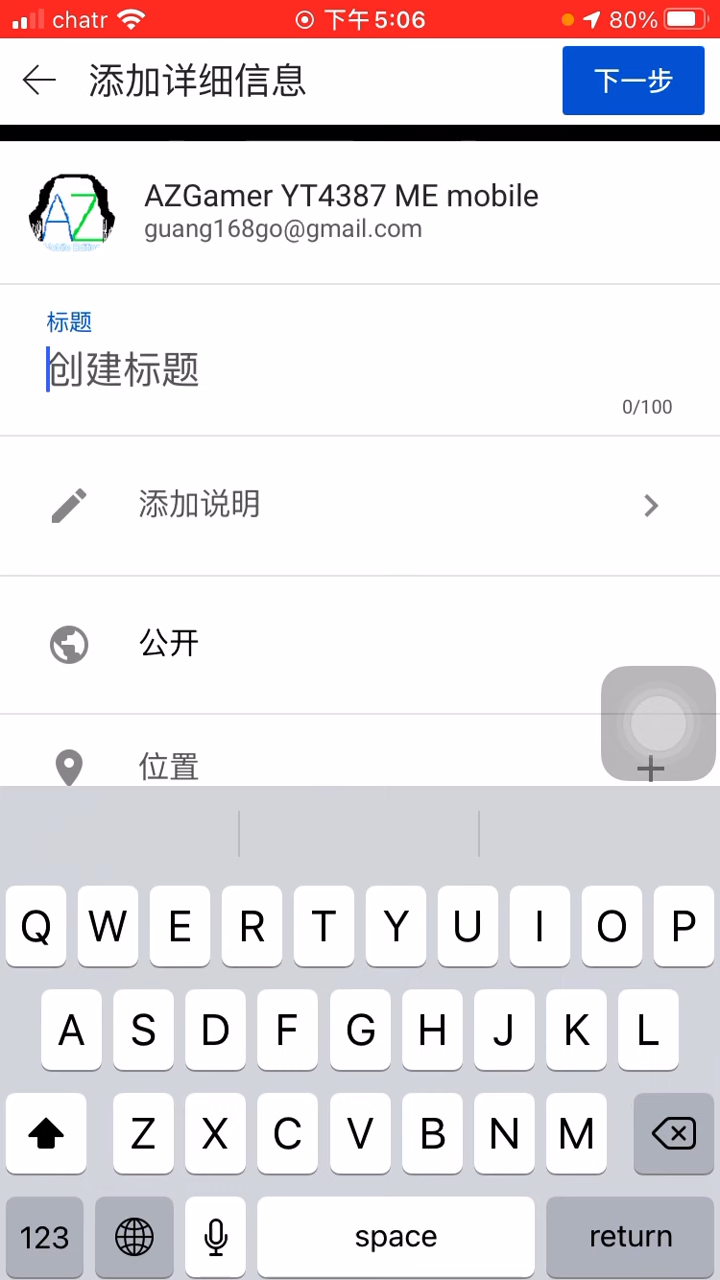 chatr 下午5:06 80%
添加详细信息 下一步
AZ
AZGamer YT4387 ME mobile
guang168go@gmail.com
标题
创建标题
0/100
添加说明
公开
位置
Q W E R T Y U I O P
A S D F G H J K L
Z X C V B N M
123 space return